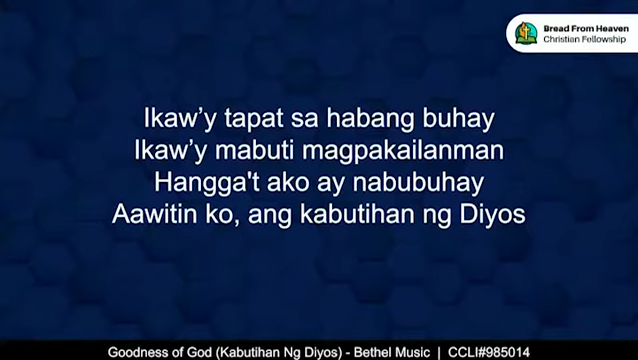 Bread From Heaven
Christian Fellowship
Ikaw’y tapat sa habang buhay
Ikaw’y mabuti magpakailanman
Hangga't ako ay nabubuhay
Aawitin ko, ang kabutihan ng Diyos
Goodness of God (Kabutihan Ng Diyos) - Bethel Music | CCLI#985014